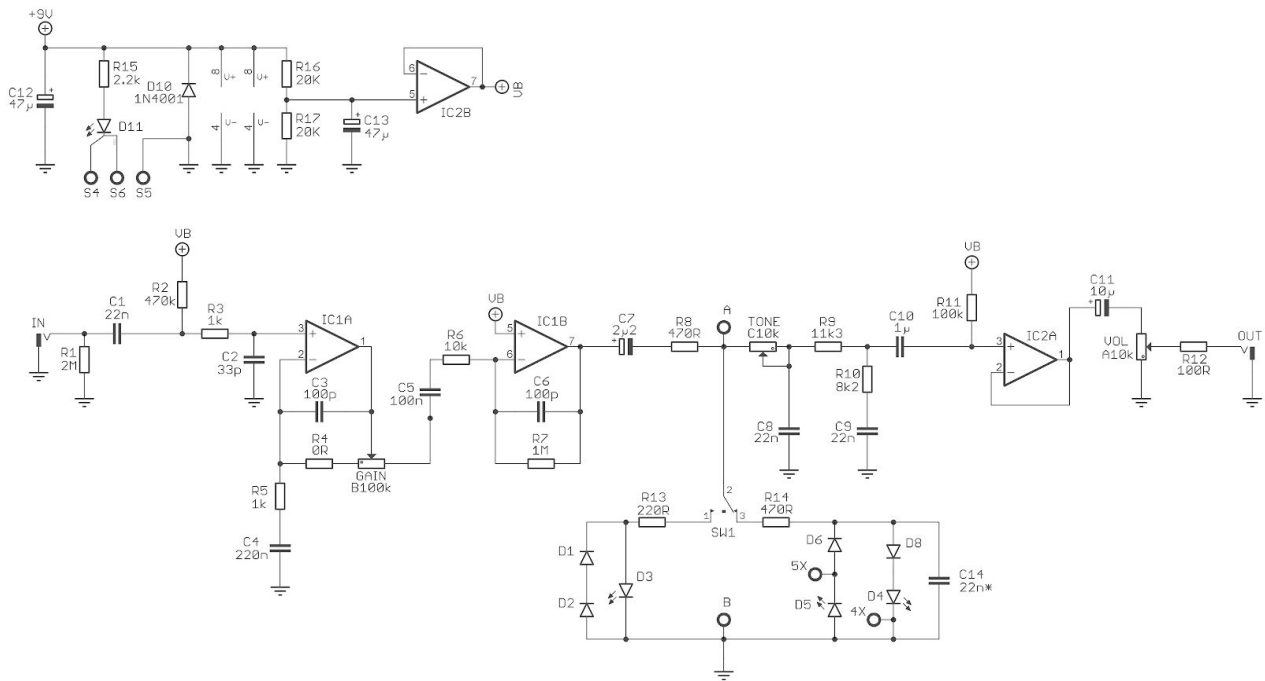 +9V
R15
2.2k
D10
1N4001
8
V+
8
V+
R16
20K
6
7
5
IC2B
VB
C12
47µ
D11
4
V-
4
V-
R17
20K
C13
47µ
S4
S6
S5
VB
IN
C1
22n
R2
470k
R3
1k
R1
2M
C2
33p
3
2
1
IC1A
C3
100p
R4
0R
GAIN
B100k
R5
1k
C4
220n
C5
100n
R6
10k
VB
5
6
7
IC1B
C6
100p
R7
1M
C7
2µ2
R8
470R
A
TONE
C10k
R9
11k3
C10
1µ
R10
8k2
C8
22n
C9
22n
VB
R11
100k
3
2
1
IC2A
C11
10µ
VOL
A10k
R12
100R
OUT
R13
220R
1
2
3
SW1
R14
470R
D1
D2
D3
B
D6
5X
D5
D8
D4
4X
C14
22n*